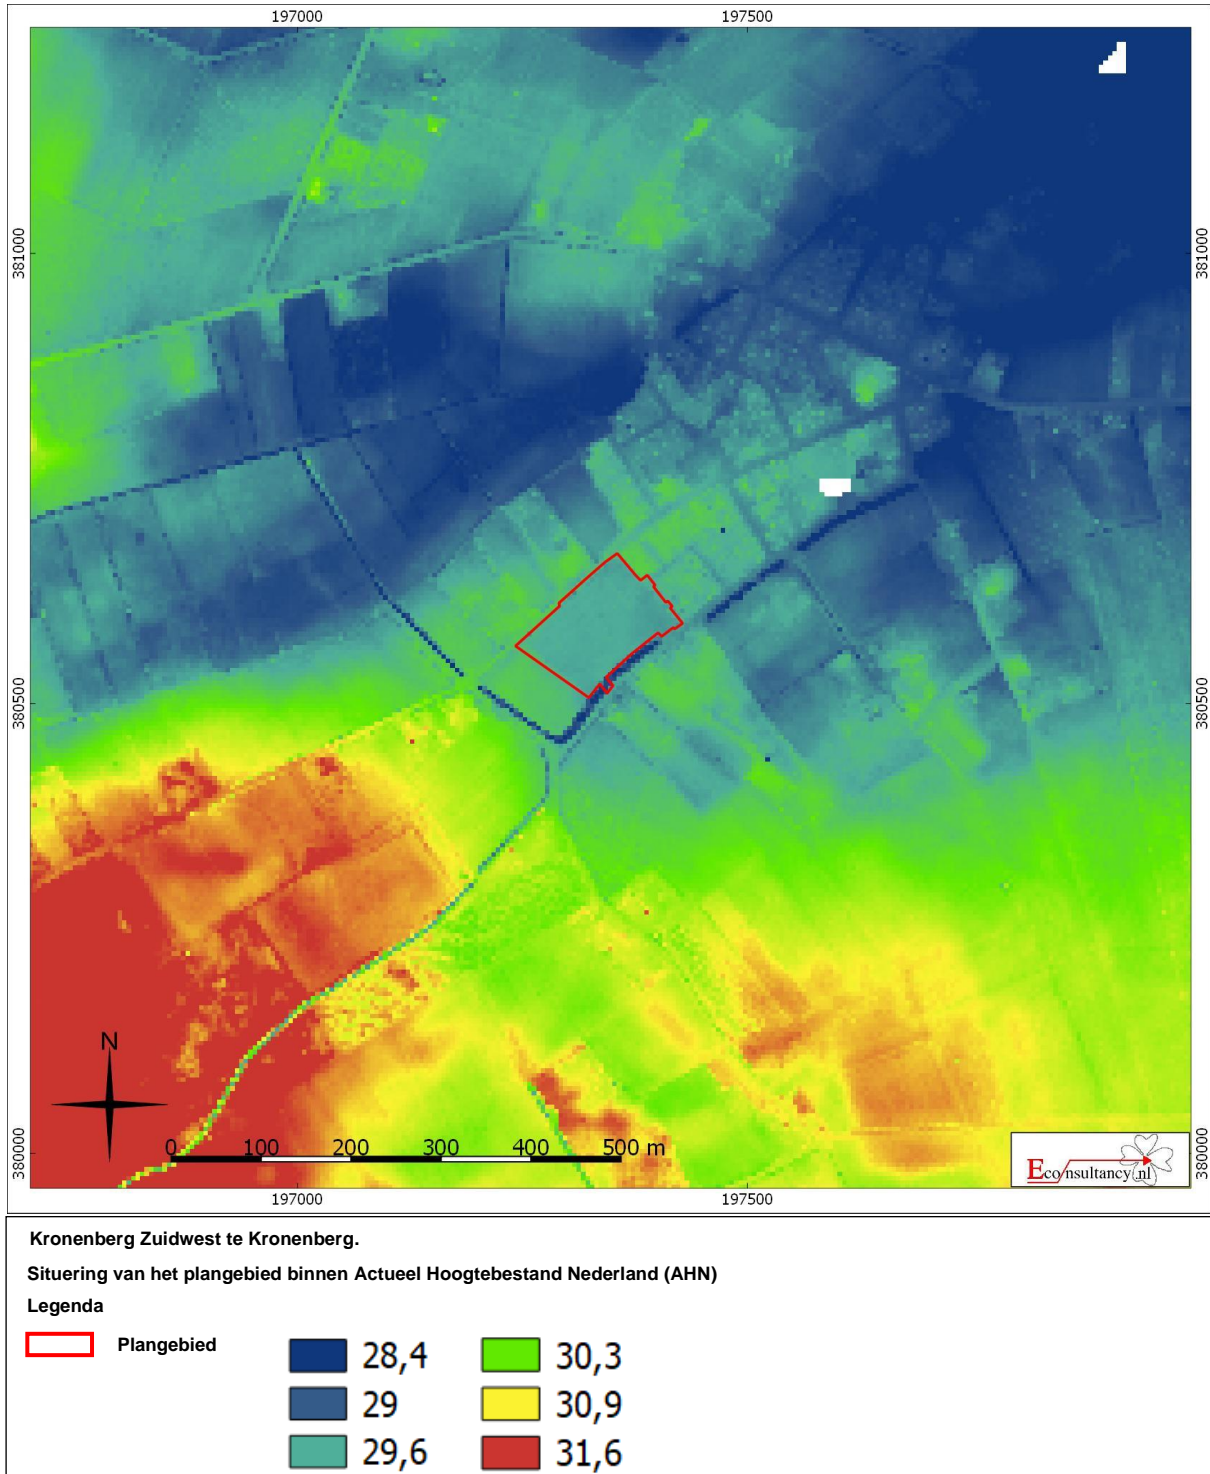 197000 197500
381000 381000
380500 380500
N
0 100 200 300 400 500 m
380000 380000
Econsultancy.nl
197000 197500
Kronenberg Zuidwest te Kronenberg.
Situering van het plangebied binnen Actueel Hoogtebestand Nederland (AHN)
Legenda
Plangebied
28,4 30,3
29 30,9
29,6 31,6